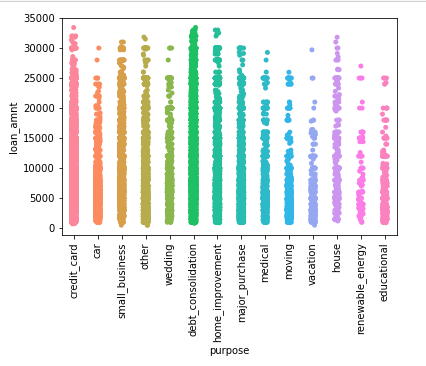 35000
30000
25000
20000
15000
10000
5000
0
loan_amnt
credit_card
car
small_business
other
wedding
debt_consolidation
home_improvement
major_purchase
medical
moving
vacation
house
renewable_energy
educational
purpose